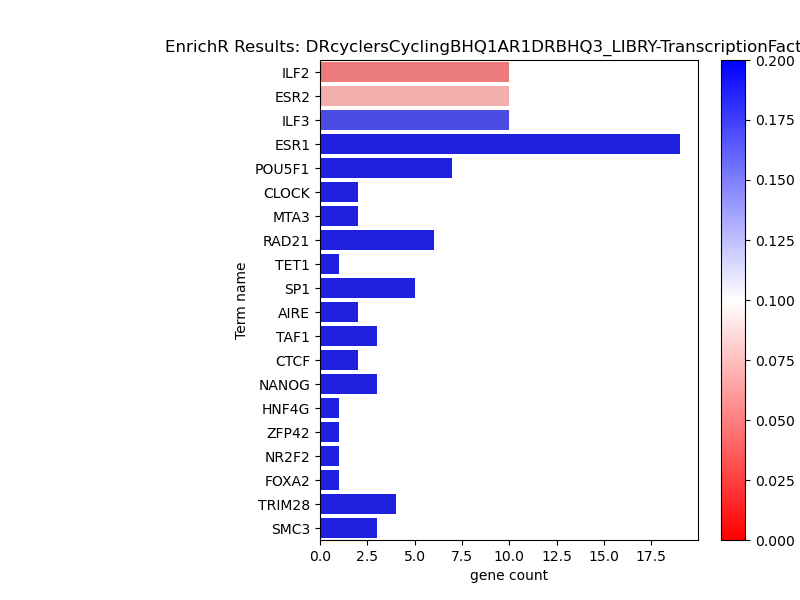 EnrichR Results: DRcyclersCyclingBHQ1AR1DRBHQ3_LIBRY-TranscriptionFact
ILF2
ESR2
ILF3
ESR1
POU5F1
CLOCK
MTA3
RAD21
TET1
SP1
AIRE
TAF1
CTCF
NANOG
HNF4G
ZFP42
NR2F2
FOXA2
TRIM28
SMC3
Term name
0.0 2.5 5.0 7.5 10.0 12.5 15.0 17.5
gene count
0.200
0.175
0.150
0.125
0.100
0.075
0.050
0.025
0.000